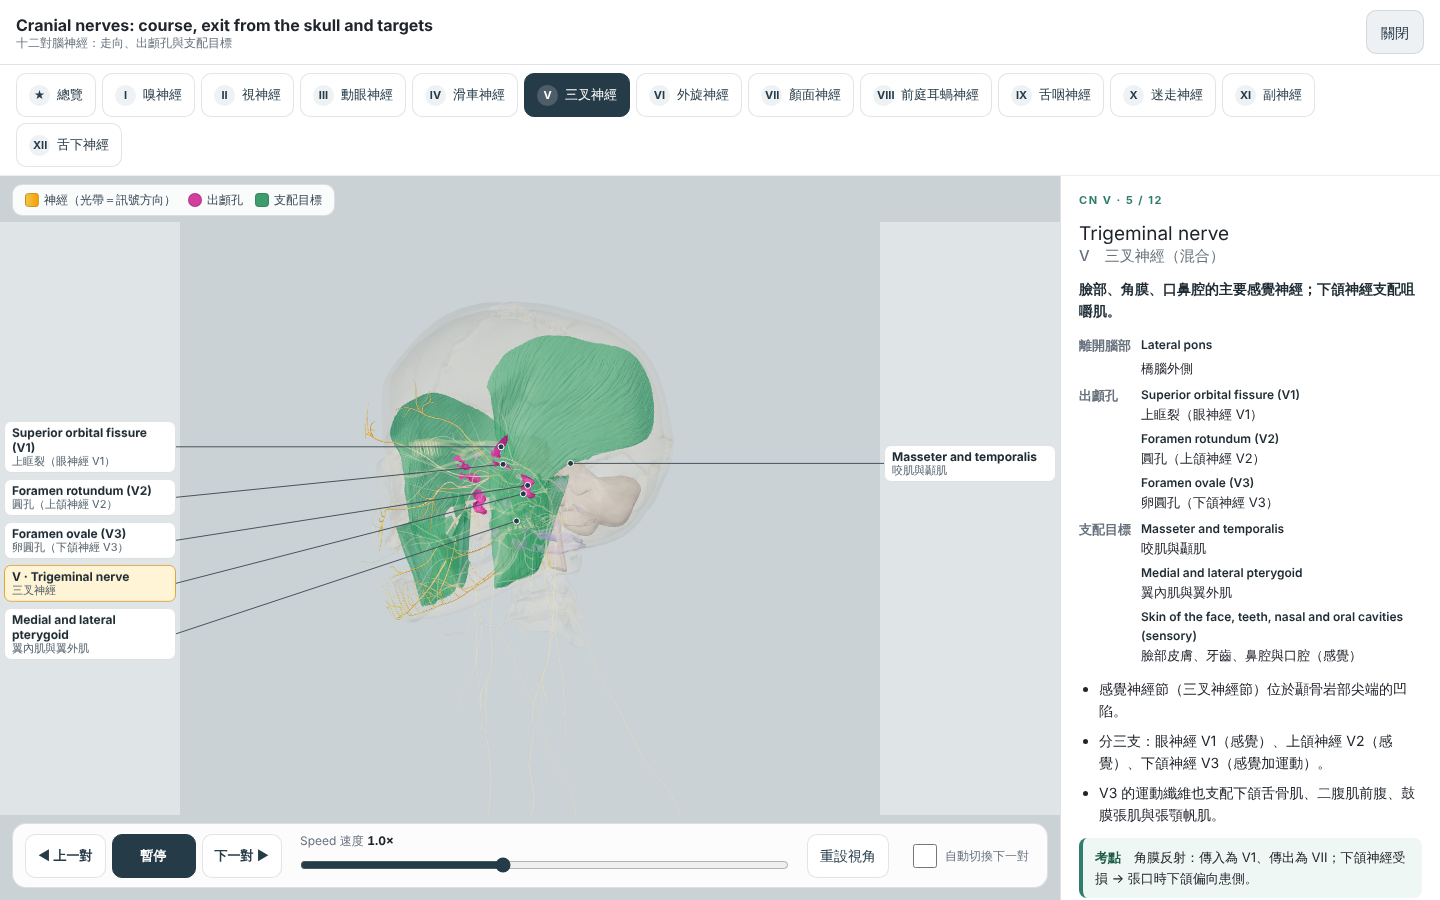 Cranial nerves: course, exit from the skull and targets
十二對腦神經：走向、出顱孔與支配目標
關閉
★ 總覽
I 嗅神經
II 視神經
III 動眼神經
IV 滑車神經
V 三叉神經
VI 外旋神經
VII 顏面神經
VIII 前庭耳蝸神經
IX 舌咽神經
X 迷走神經
XI 副神經
XII 舌下神經
神經（光帶＝訊號方向）
出顱孔
支配目標
Superior orbital fissure
(V1)
上眶裂（眼神經 V1）
Foramen rotundum (V2)
圓孔（上頜神經 V2）
Foramen ovale (V3)
卵圓孔（下頜神經 V3）
V · Trigeminal nerve
三叉神經
Medial and lateral
pterygoid
翼內肌與翼外肌
Masseter and temporalis
咬肌與顳肌
◀ 上一對
暫停
下一對 ▶
Speed 速度 1.0×
重設視角
自動切換下一對
CN V · 5 / 12
Trigeminal nerve
V 三叉神經（混合）
臉部、角膜、口鼻腔的主要感覺神經；下頜神經支配咀
嚼肌。
離開腦部 Lateral pons
橋腦外側
出顱孔 Superior orbital fissure (V1)
上眶裂（眼神經 V1）
Foramen rotundum (V2)
圓孔（上頜神經 V2）
Foramen ovale (V3)
卵圓孔（下頜神經 V3）
支配目標 Masseter and temporalis
咬肌與顳肌
Medial and lateral pterygoid
翼內肌與翼外肌
Skin of the face, teeth, nasal and oral cavities
(sensory)
臉部皮膚、牙齒、鼻腔與口腔（感覺）
• 感覺神經節（三叉神經節）位於顳骨岩部尖端的凹
陷。
• 分三支：眼神經 V1（感覺）、上頜神經 V2（感
覺）、下頜神經 V3（感覺加運動）。
• V3 的運動纖維也支配下頜舌骨肌、二腹肌前腹、鼓
膜張肌與張顎帆肌。
考點 角膜反射：傳入為 V1、傳出為 VII；下頜神經受
損 → 張口時下頜偏向患側。